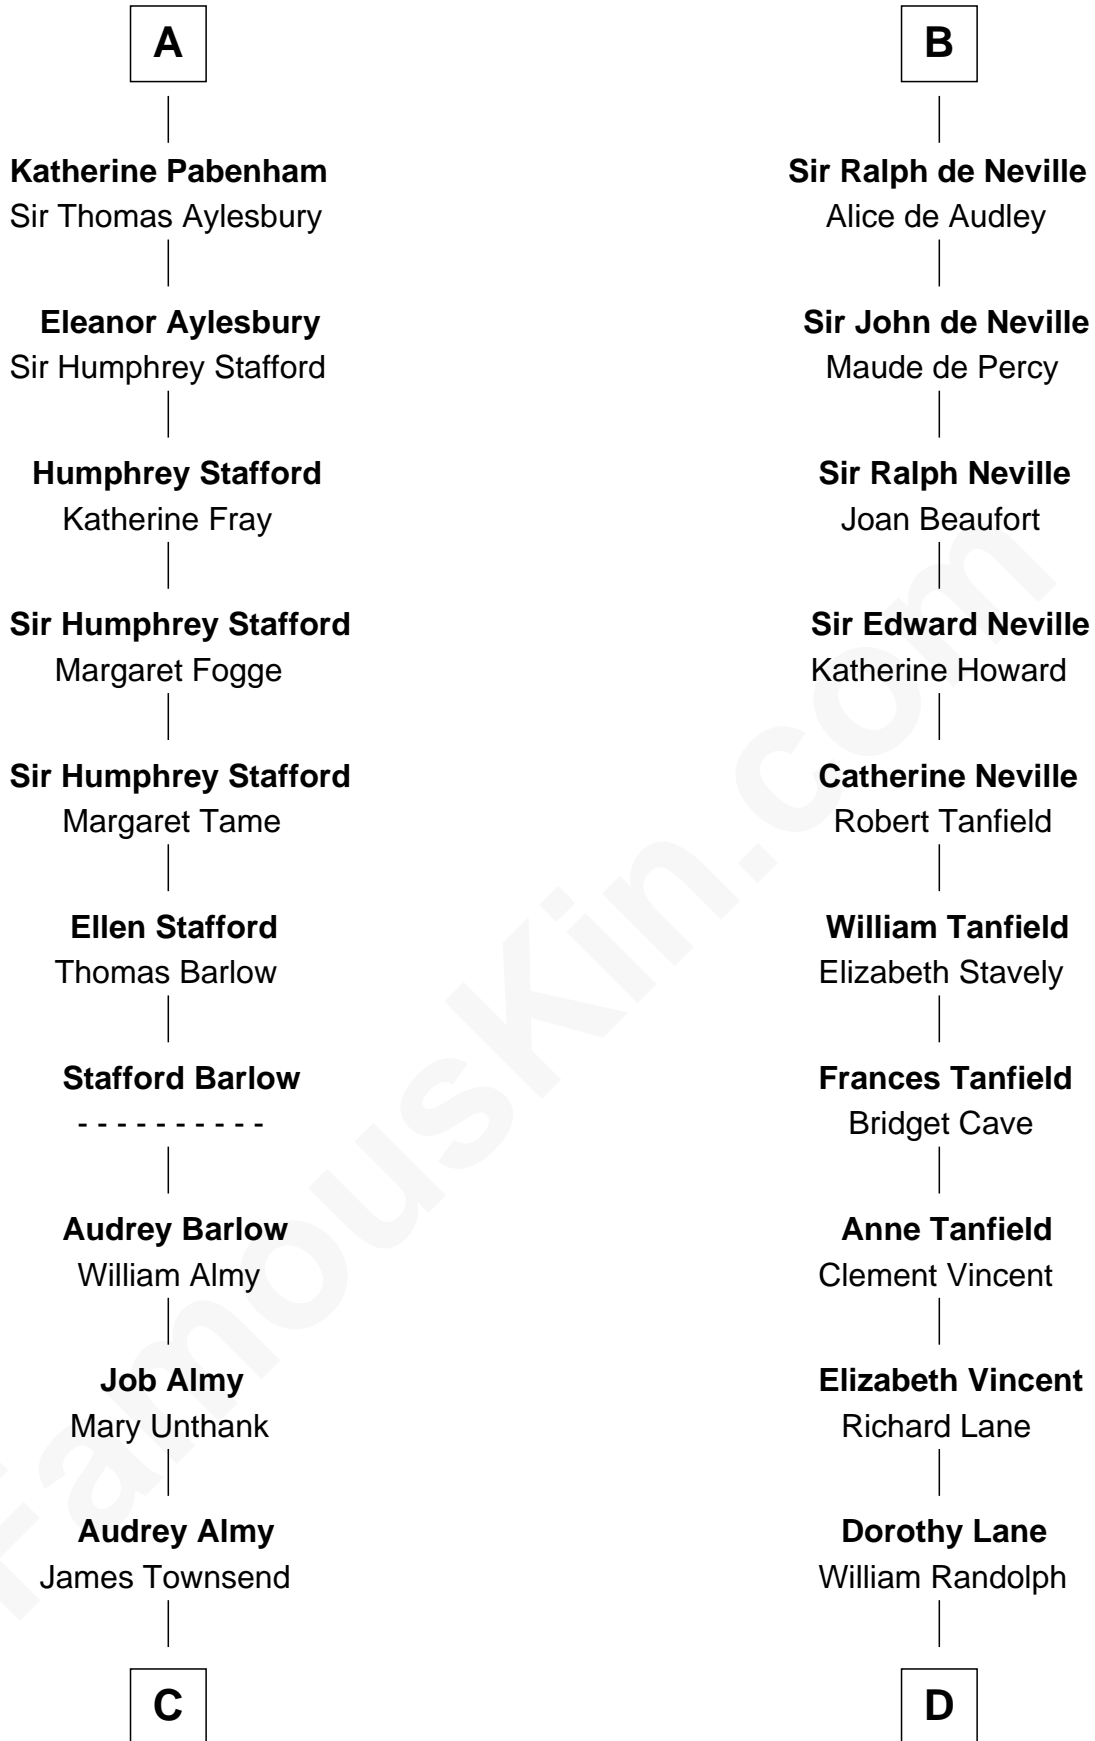 A
Katherine Pabenham
Sir Thomas Aylesbury
Eleanor Aylesbury
Sir Humphrey Stafford
Humphrey Stafford
Katherine Fray
Sir Humphrey Stafford
Margaret Fogge
Sir Humphrey Stafford
Margaret Tame
Ellen Stafford
Thomas Barlow
Stafford Barlow
- - - - - - - - - -
Audrey Barlow
William Almy
Job Almy
Mary Unthank
Audrey Almy
James Townsend
C
B
Sir Ralph de Neville
Alice de Audley
Sir John de Neville
Maude de Percy
Sir Ralph Neville
Joan Beaufort
Sir Edward Neville
Katherine Howard
Catherine Neville
Robert Tanfield
William Tanfield
Elizabeth Stavely
Frances Tanfield
Bridget Cave
Anne Tanfield
Clement Vincent
Elizabeth Vincent
Richard Lane
Dorothy Lane
William Randolph
D
FamousKin.com